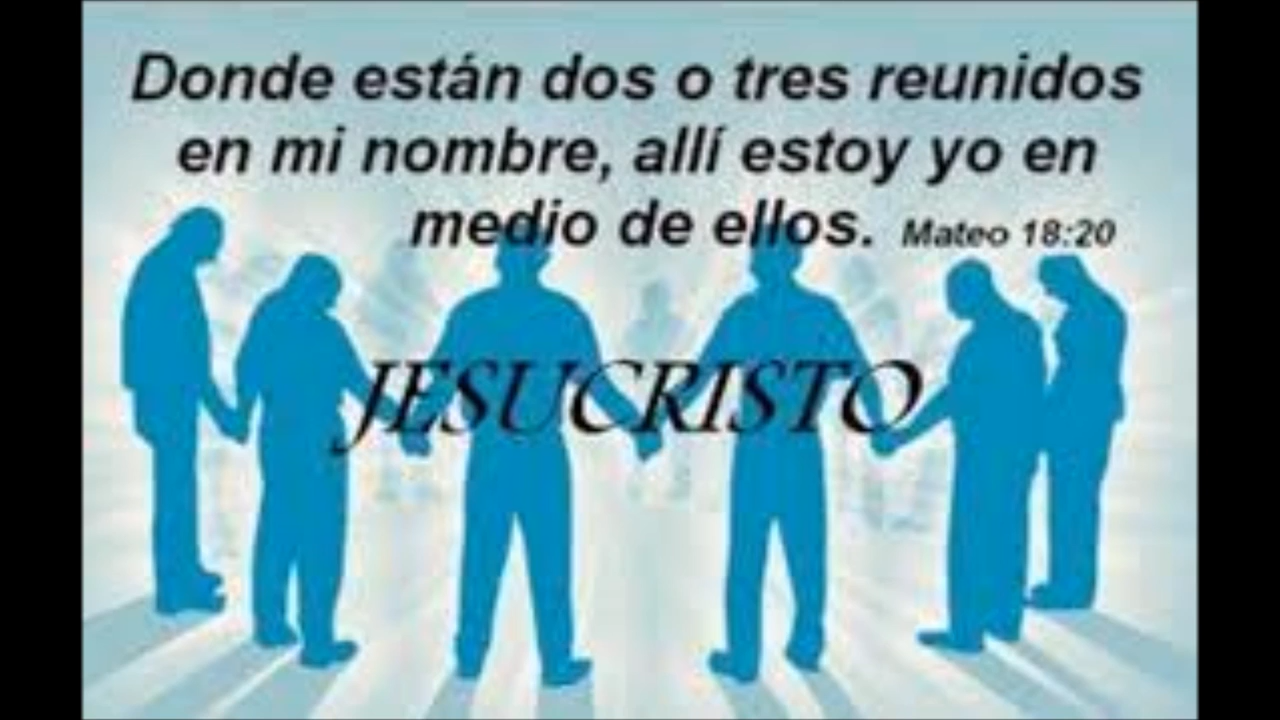 Donde están dos o tres reunidos
en mi nombre, allí estoy yo en
medio de ellos. Mateo 18:20
JESUCRISTO